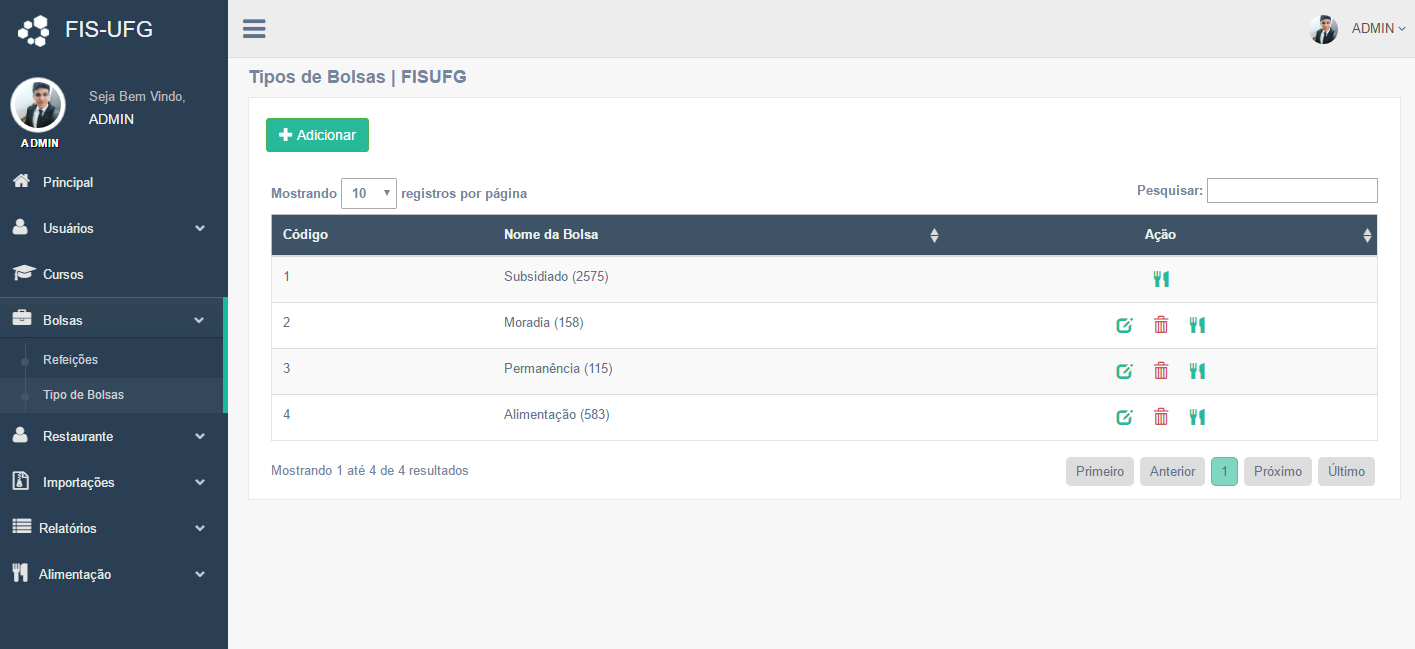 FIS-UFG
ADMIN
Seja Bem Vindo,
ADMIN
ADMIN
Principal
Usuários
Cursos
Bolsas
Refeições
Tipo de Bolsas
Restaurante
Importações
Relatórios
Alimentação
Tipos de Bolsas | FISUFG
Adicionar
Mostrando 10 registros por página
Pesquisar:
Código Nome da Bolsa Ação
1 Subsidiado (2575)
2 Moradia (158)
3 Permanência (115)
4 Alimentação (583)
Mostrando 1 até 4 de 4 resultados
Primeiro Anterior 1 Próximo Último